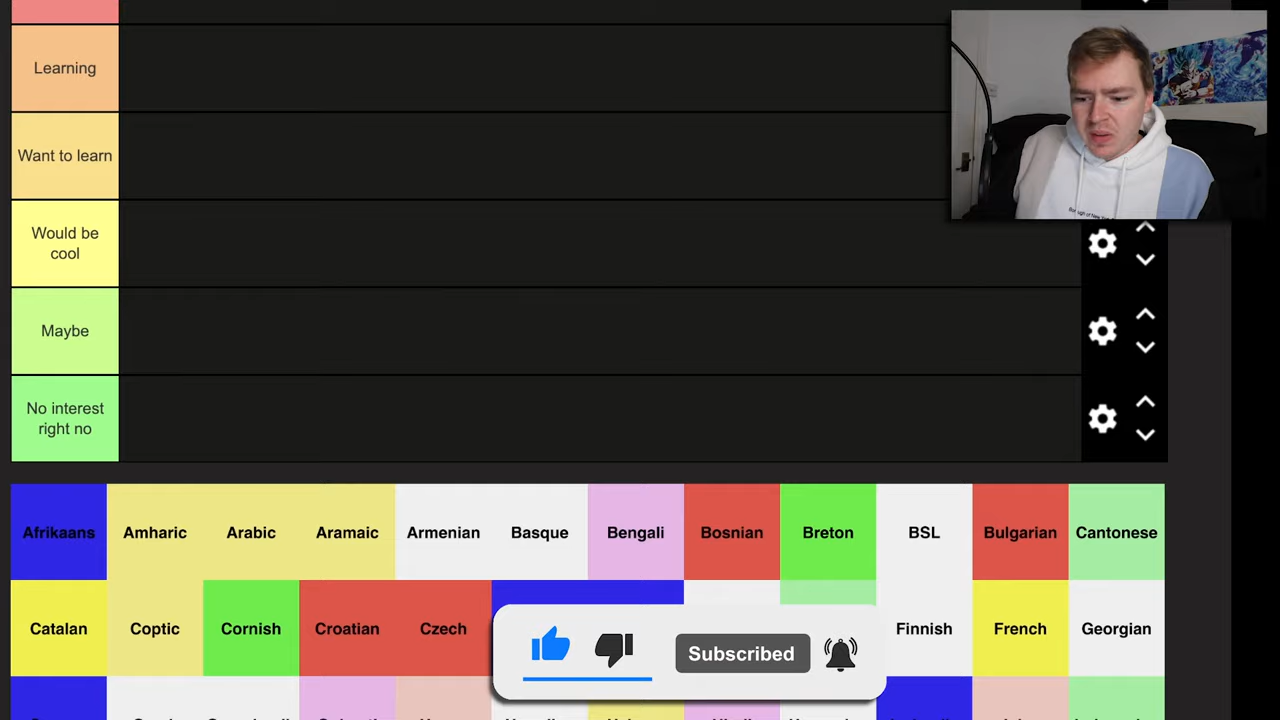 Learning
Want to learn
Would be
cool
Maybe
No interest
right no
Afrikaans Amharic Arabic Aramaic Armenian Basque Bengali Bosnian Breton BSL Bulgarian Cantonese
Catalan Coptic Cornish Croatian Czech Finnish French Georgian
Subscribed